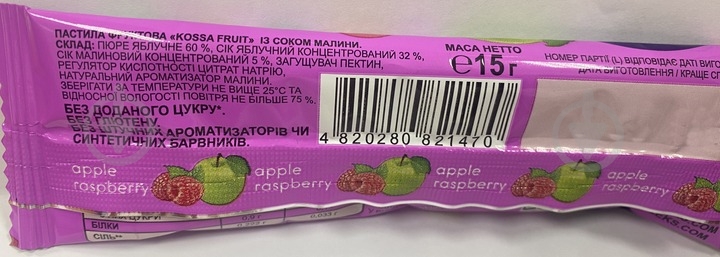 ПАСТИЛА ФРУКТОВА «KOSSA FRUIT» ІЗ СОКОМ МАЛИНИ.
СКЛАД: ПЮРЕ ЯБЛУЧНЕ 60 %, СІК ЯБЛУЧНИЙ КОНЦЕНТРОВАНИЙ 32 %,
СІК МАЛИНОВИЙ КОНЦЕНТРОВАНИЙ 5 %, ЗАГУЩУВАЧ ПЕКТИН,
РЕГУЛЯТОР КИСЛОТНОСТІ ЦИТРАТ НАТРІЮ,
НАТУРАЛЬНИЙ АРОМАТИЗАТОР МАЛИНИ.
ЗБЕРІГАТИ ЗА ТЕМПЕРАТУРИ НЕ ВИЩЕ 25°С ТА
ВІДНОСНОЇ ВОЛОГОСТІ ПОВІТРЯ НЕ БІЛЬШЕ 75 %.
БЕЗ ДОДАНОГО ЦУКРУ*.
БЕЗ ГЛЮТЕНУ.
БЕЗ ШТУЧНИХ АРОМАТИЗАТОРІВ ЧИ
СИНТЕТИЧНИХ БАРВНИКІВ.
МАСА НЕТТО
℮15 г
4 820280 821470
НОМЕР ПАРТІЇ (L) ВІДПОВІДАЄ ДАТІ ВИГО
ДАТА ВИГОТОВЛЕННЯ / КРАЩЕ СП
apple
raspberry
apple
raspberry
apple
raspberry
БІЛКИ
СІЛЬ**